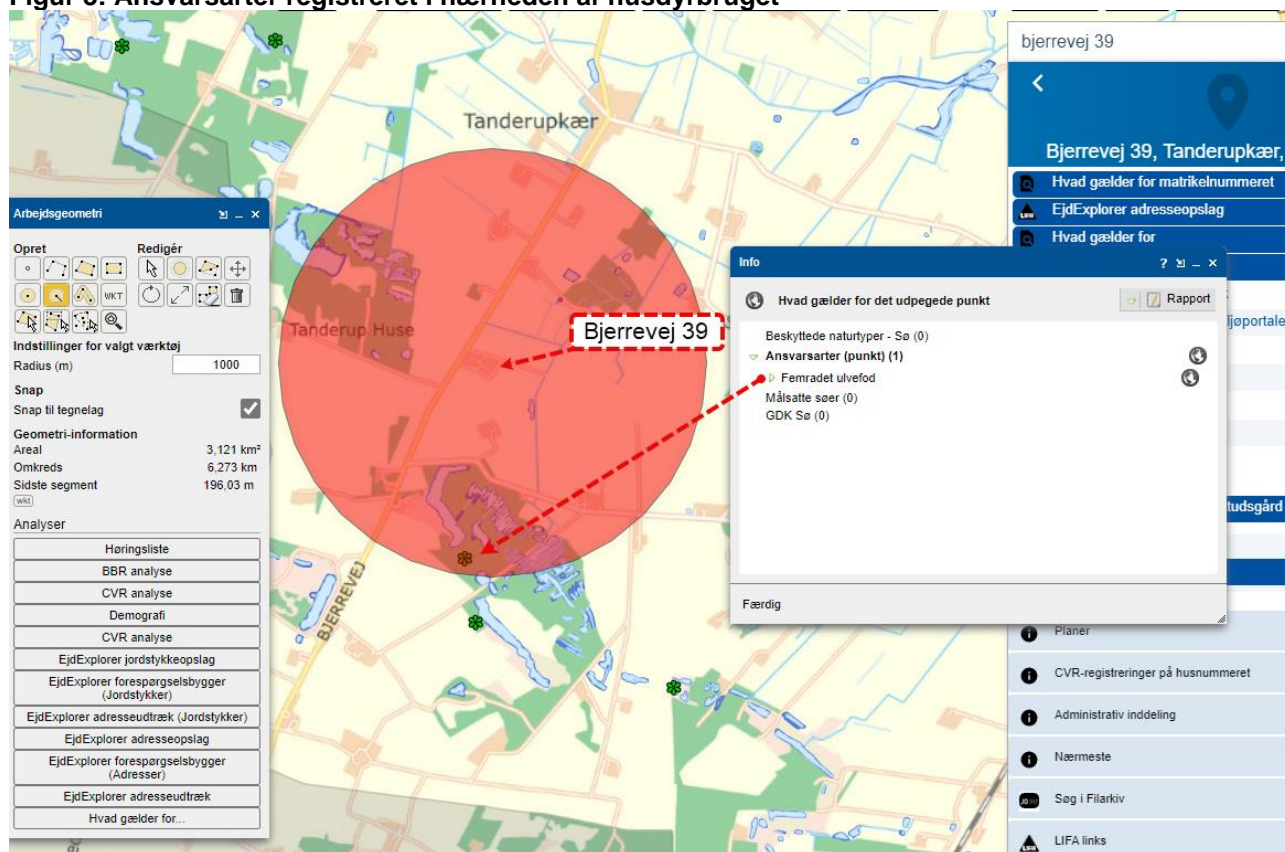 Figur 3. Ansvarsarter registreret i nærheden af husdyrbruget
bjerrevej 39
Bjerrevej 39, Tanderupkær,
Hvad gælder for matrikelnummeret
EjdExplorer adresseopslag
Hvad gælder for
Tanderupkær
Tanderup Huse
Bjerrevej 39
BJERREVEJ
Arbejdsgeometri
Opret Redigér
WKT
Indstillinger for valgt værktøj
Radius (m) 1000
Snap
Snap til tegnelag
Geometri-information
Areal 3,121 km²
Omkreds 6,273 km
Sidste segment 196,03 m
wkt
Analyser
Høringsliste
BBR analyse
CVR analyse
Demografi
CVR analyse
EjdExplorer jordstykkeopslag
EjdExplorer forespørgselsbygger
(Jordstykker)
EjdExplorer adresseudtræk (Jordstykker)
EjdExplorer adresseopslag
EjdExplorer forespørgselsbygger
(Adresser)
EjdExplorer adresseudtræk
Hvad gælder for...
Info
Hvad gælder for det udpegede punkt
Rapport
Beskyttede naturtyper - Sø (0)
Ansvarsarter (punkt) (1)
Femradet ulvefod
Målsatte søer (0)
GDK Sø (0)
Færdig
jøportale
tudsgård
Planer
CVR-registreringer på husnummeret
Administrativ inddeling
Nærmeste
Søg i Filarkiv
LIFA links